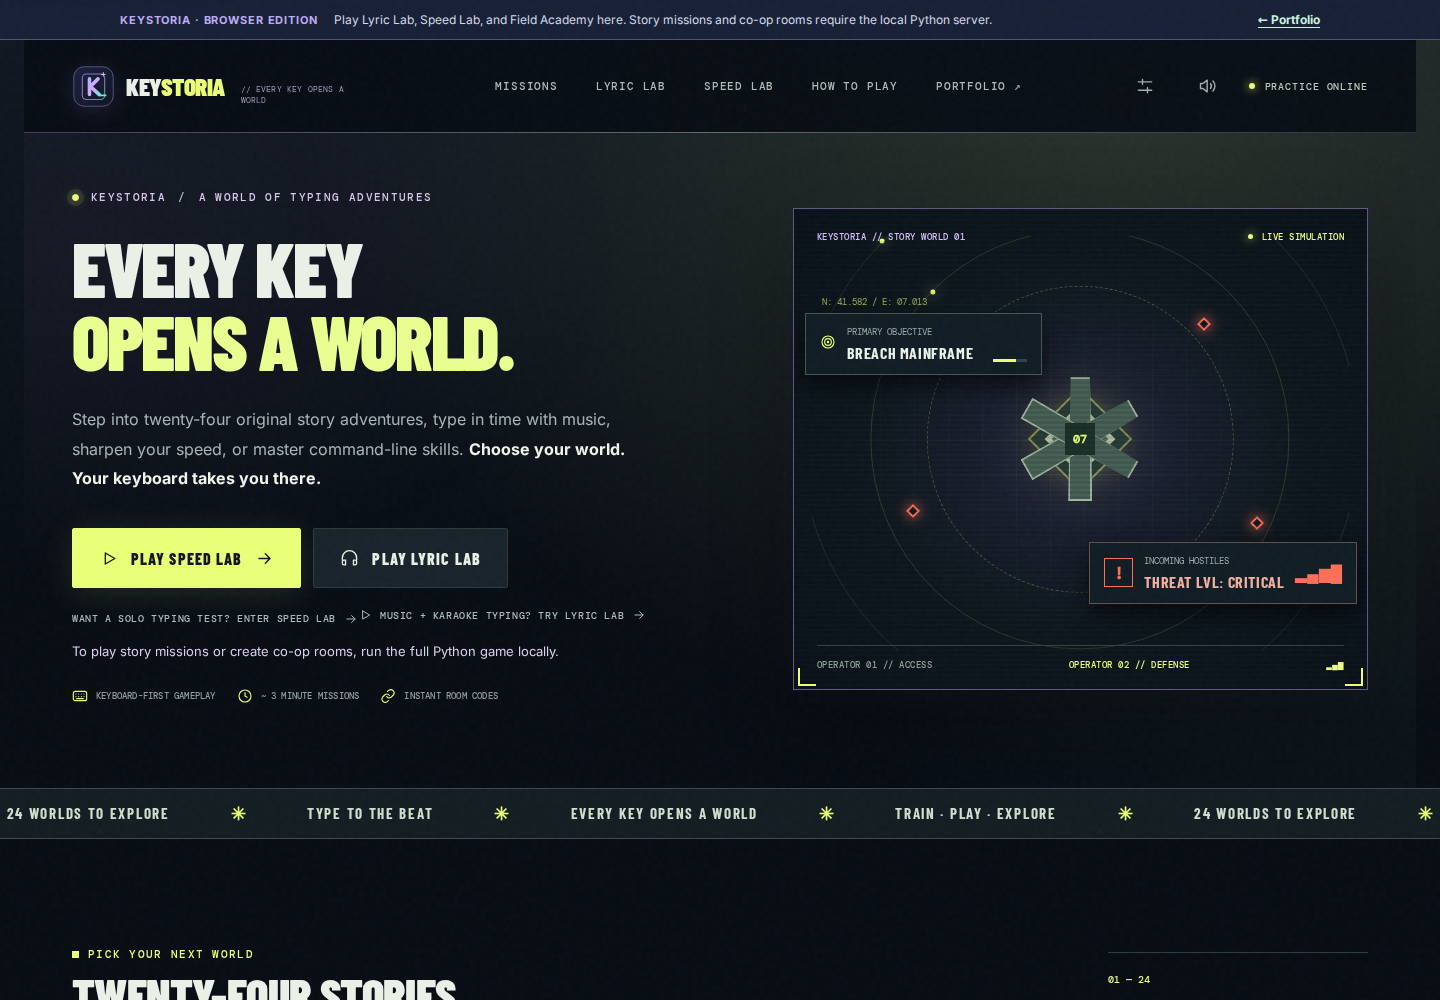 KEYSTORIA · BROWSER EDITION Play Lyric Lab, Speed Lab, and Field Academy here. Story missions and co-op rooms require the local Python server. ← Portfolio
K KEYSTORIA // EVERY KEY OPENS A WORLD
MISSIONS LYRIC LAB SPEED LAB HOW TO PLAY PORTFOLIO ↗ PRACTICE ONLINE
KEYSTORIA / A WORLD OF TYPING ADVENTURES
EVERY KEY
OPENS A WORLD.
Step into twenty-four original story adventures, type in time with music,
sharpen your speed, or master command-line skills. Choose your world.
Your keyboard takes you there.
PLAY SPEED LAB → PLAY LYRIC LAB
WANT A SOLO TYPING TEST? ENTER SPEED LAB → MUSIC + KARAOKE TYPING? TRY LYRIC LAB →
To play story missions or create co-op rooms, run the full Python game locally.
KEYBOARD-FIRST GAMEPLAY ~ 3 MINUTE MISSIONS INSTANT ROOM CODES
KEYSTORIA // STORY WORLD 01 LIVE SIMULATION
N: 41.582 / E: 07.013
PRIMARY OBJECTIVE
BREACH MAINFRAME
07
INCOMING HOSTILES
! THREAT LVL: CRITICAL
OPERATOR 01 // ACCESS OPERATOR 02 // DEFENSE
24 WORLDS TO EXPLORE TYPE TO THE BEAT EVERY KEY OPENS A WORLD TRAIN · PLAY · EXPLORE 24 WORLDS TO EXPLORE
PICK YOUR NEXT WORLD
TWENTY-FOUR STORIES
01 — 24